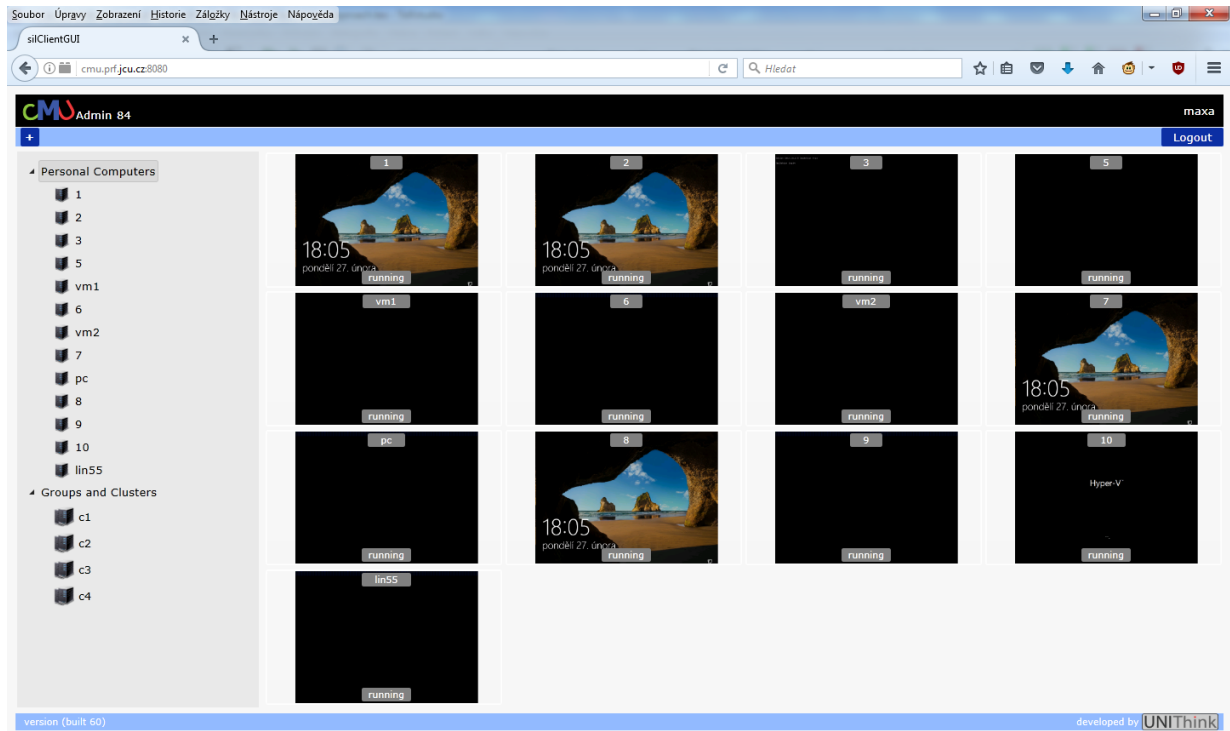 Soubor Úpravy Zobrazení Historie Záložky Nástroje Nápověda
silClientGUI × +
cmu.prf.jcu.cz:8080 Hledat
CMU Admin 84 maxa
+ Logout
Personal Computers
1
2
3
5
vm1
6
vm2
7
pc
8
9
10
lin55
Groups and Clusters
c1
c2
c3
c4
1 2 3 5
18:05 18:05
pondělí 27. února pondělí 27. února
running running running running
vm1 6 vm2 7
18:05
pondělí 27. února
running running running running
pc 8 9 10
Hyper-V
18:05
pondělí 27. února
running running running running
lin55
running
version (built 60) developed by UNIThink